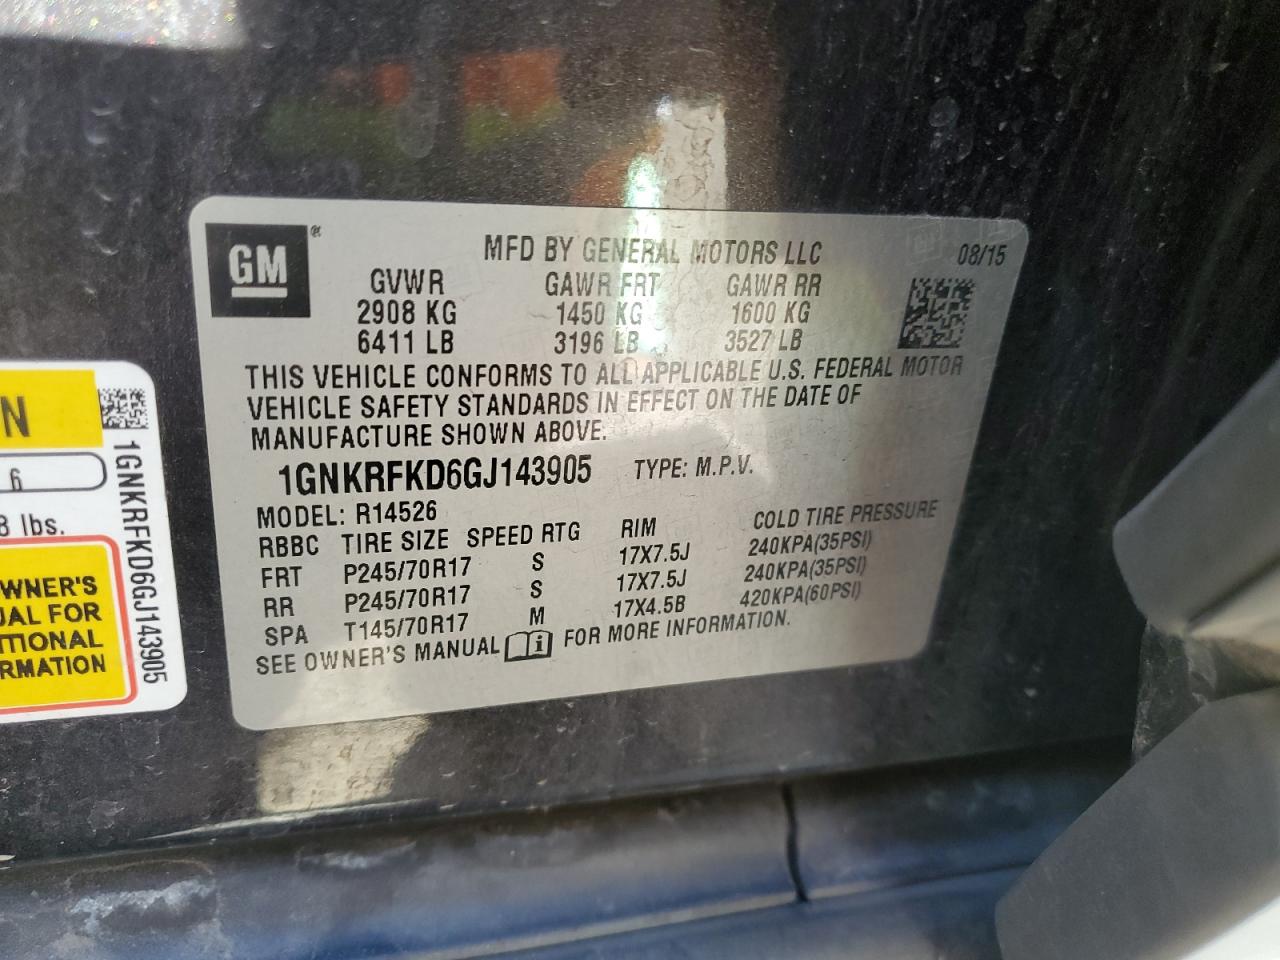 GM ®
MFD BY GENERAL MOTORS LLC 08/15
GVWR GAWR FRT GAWR RR
2908 KG 1450 KG 1600 KG
6411 LB 3196 LB 3527 LB
THIS VEHICLE CONFORMS TO ALL APPLICABLE U.S. FEDERAL MOTOR
VEHICLE SAFETY STANDARDS IN EFFECT ON THE DATE OF
MANUFACTURE SHOWN ABOVE.
1GNKRFKD6GJ143905 TYPE: M.P.V.
MODEL: R14526
RBBC TIRE SIZE SPEED RTG RIM COLD TIRE PRESSURE
FRT P245/70R17 S 17X7.5J 240KPA(35PSI)
RR P245/70R17 S 17X7.5J 240KPA(35PSI)
SPA T145/70R17 M 17X4.5B 420KPA(60PSI)
SEE OWNER'S MANUAL i FOR MORE INFORMATION.
N
6
8 lbs.
OWNER'S
UAL FOR
ITIONAL
RMATION
1GNKRFKD6GJ143905